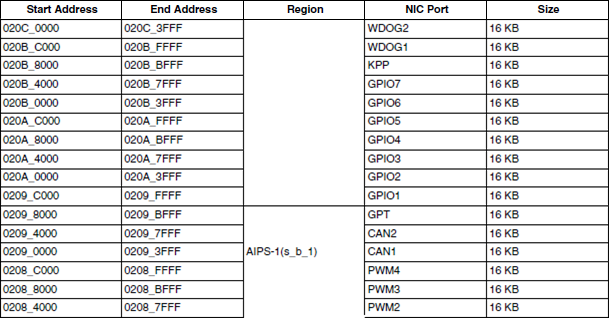 Start Address End Address Region NIC Port Size
020C_0000 020C_3FFF WDOG2 16 KB
020B_C000 020B_FFFF WDOG1 16 KB
020B_8000 020B_BFFF KPP 16 KB
020B_4000 020B_7FFF GPIO7 16 KB
020B_0000 020B_3FFF GPIO6 16 KB
020A_C000 020A_FFFF GPIO5 16 KB
020A_8000 020A_BFFF GPIO4 16 KB
020A_4000 020A_7FFF GPIO3 16 KB
020A_0000 020A_3FFF GPIO2 16 KB
0209_C000 0209_FFFF GPIO1 16 KB
0209_8000 0209_BFFF GPT 16 KB
0209_4000 0209_7FFF CAN2 16 KB
0209_0000 0209_3FFF AIPS-1(s_b_1) CAN1 16 KB
0208_C000 0208_FFFF PWM4 16 KB
0208_8000 0208_BFFF PWM3 16 KB
0208_4000 0208_7FFF PWM2 16 KB